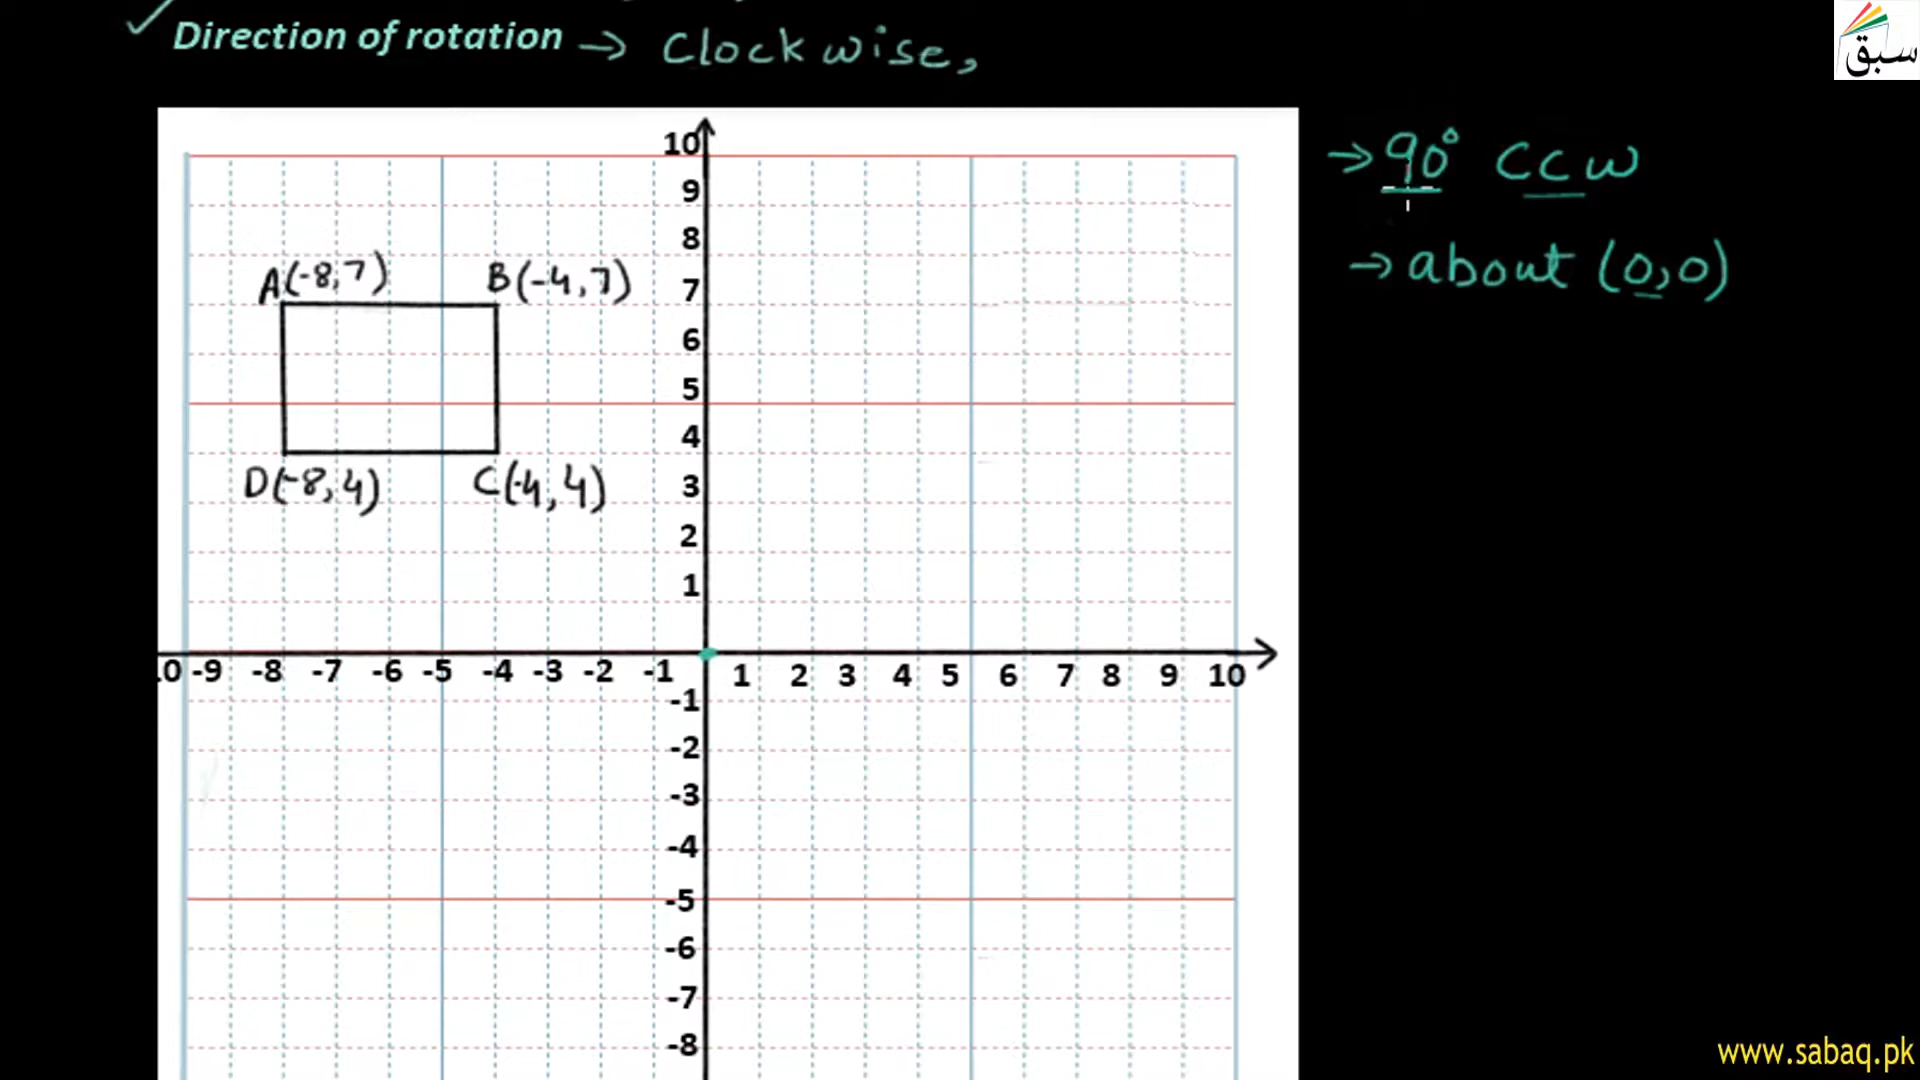 Direction of rotation → Clockwise,
سبق
→ 90° CCW
→ about (0,0)
10
9
8
A(-8,7) B(-4,7) 7
6
5
4
D(-8,4) C(-4,4) 3
2
1
10 -9 -8 -7 -6 -5 -4 -3 -2 -1 1 2 3 4 5 6 7 8 9 10
-1
-2
-3
-4
-5
-6
-7
-8
www.sabaq.pk